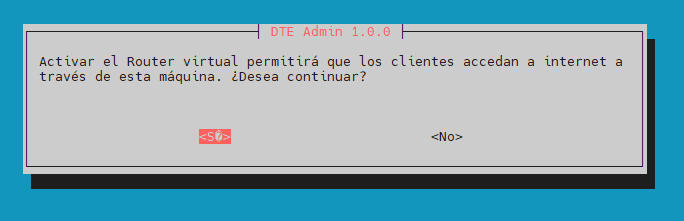 DTE Admin 1.0.0
Activar el Router virtual permitirá que los clientes accedan a internet a
través de esta máquina. ¿Desea continuar?
<S�> <No>